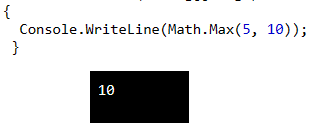 {
Console.WriteLine(Math.Max(5, 10));
}
10